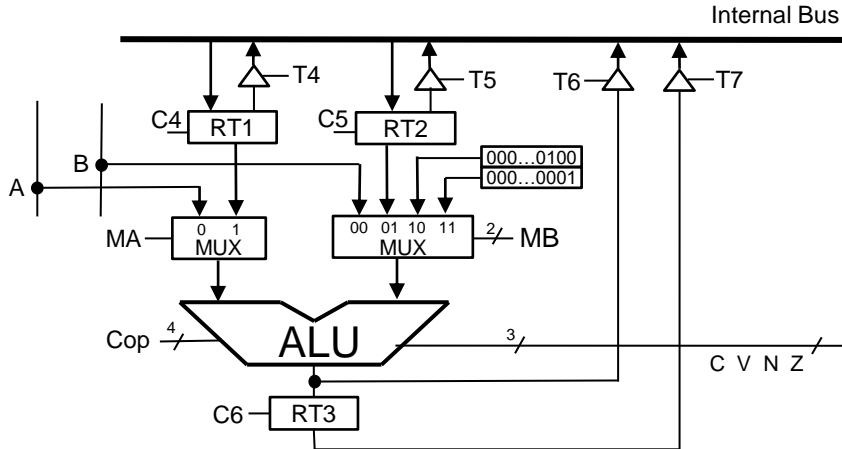 Internal Bus
T4
T5
T6
T7
C4
RT1
C5
RT2
B
000...0100
000...0001
A
0 1
MUX
MA
00 01 10 11
MUX
2
MB
Cop
4
ALU
3
C V N Z
C6
RT3